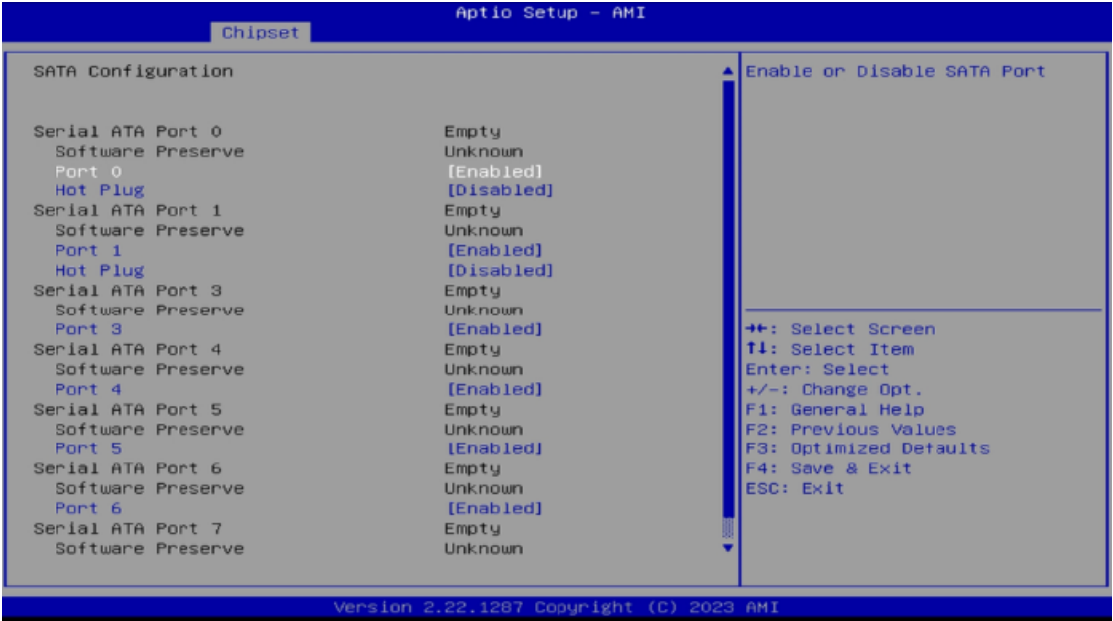 Aptio Setup – AMI
Chipset
SATA Configuration
Serial ATA Port 0 Empty
Software Preserve Unknown
Port 0 [Enabled]
Hot Plug [Disabled]
Serial ATA Port 1 Empty
Software Preserve Unknown
Port 1 [Enabled]
Hot Plug [Disabled]
Serial ATA Port 3 Empty
Software Preserve Unknown
Port 3 [Enabled]
Serial ATA Port 4 Empty
Software Preserve Unknown
Port 4 [Enabled]
Serial ATA Port 5 Empty
Software Preserve Unknown
Port 5 [Enabled]
Serial ATA Port 6 Empty
Software Preserve Unknown
Port 6 [Enabled]
Serial ATA Port 7 Empty
Software Preserve Unknown
Enable or Disable SATA Port
→←: Select Screen
↑↓: Select Item
Enter: Select
+/-: Change Opt.
F1: General Help
F2: Previous Values
F3: Optimized Defaults
F4: Save & Exit
ESC: Exit
Version 2.22.1287 Copyright (C) 2023 AMI